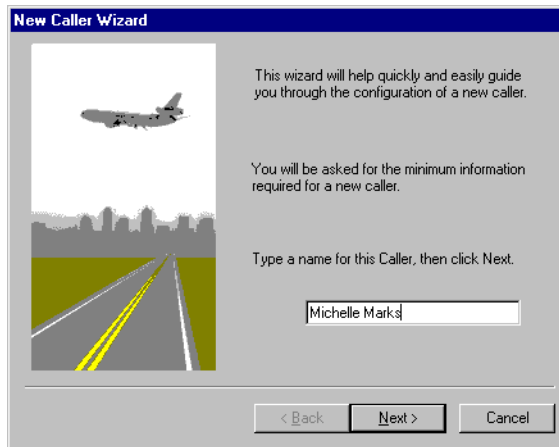 New Caller Wizard
This wizard will help quickly and easily guide
you through the configuration of a new caller.
You will be asked for the minimum information
required for a new caller.
Type a name for this Caller, then click Next.
Michelle Marks
< Back
Next >
Cancel